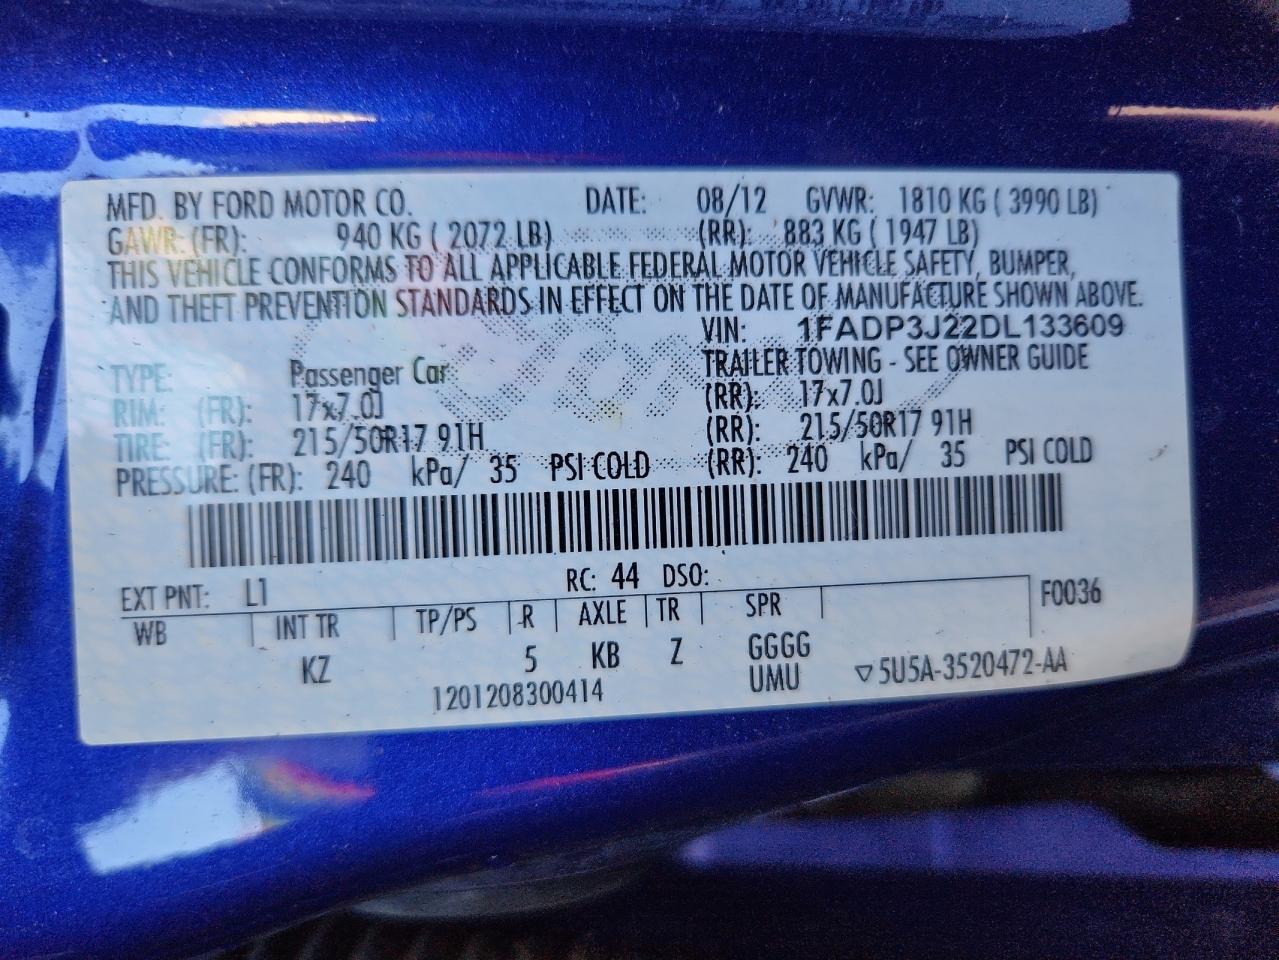 MFD. BY FORD MOTOR CO. DATE: 08/12 GVWR: 1810 KG ( 3990 LB)
GAWR: (FR): 940 KG ( 2072 LB) (RR): 883 KG ( 1947 LB)
THIS VEHICLE CONFORMS TO ALL APPLICABLE FEDERAL MOTOR VEHICLE SAFETY, BUMPER,
AND THEFT PREVENTION STANDARDS IN EFFECT ON THE DATE OF MANUFACTURE SHOWN ABOVE.
VIN: 1FADP3J22DL133609
TYPE: Passenger Car TRAILER TOWING - SEE OWNER GUIDE
RIM: (FR): 17x7.0J (RR): 17x7.0J
TIRE: (FR): 215/50R17 91H (RR): 215/50R17 91H
PRESSURE: (FR): 240 kPa/ 35 PSI COLD (RR): 240 kPa/ 35 PSI COLD
EXT PNT: L1 RC: 44 DSO:
WB INT TR TP/PS R AXLE TR SPR F0036
KZ 5 KB Z GGGG
UMU ▽5U5A-3520472-AA
1201208300414